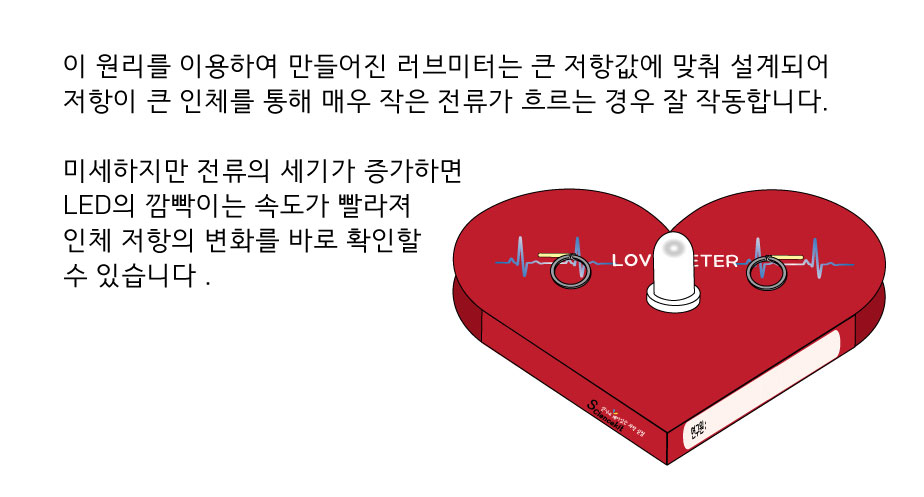 이 원리를 이용하여 만들어진 러브미터는 큰 저항값에 맞춰 설계되어
저항이 큰 인체를 통해 매우 작은 전류가 흐르는 경우 잘 작동합니다.
미세하지만 전류의 세기가 증가하면
LED의 깜빡이는 속도가 빨라져
인체 저항의 변화를 바로 확인할
수 있습니다 .
LOV ETER
연구원: